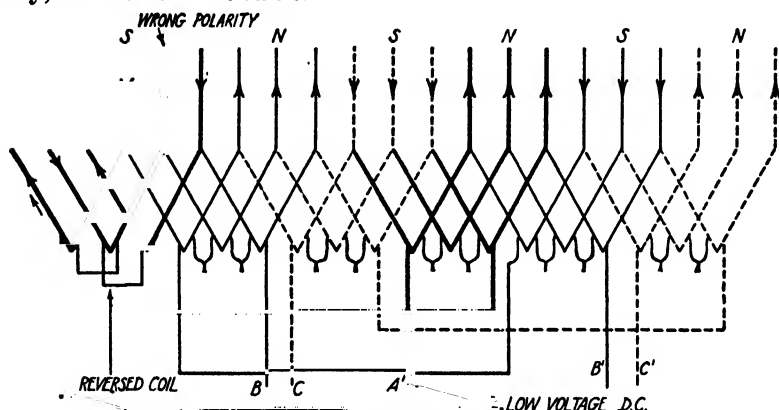 WRONG POLARITY
S N S N S N
REVERSED COIL
B C A' B' C'
LOW VOLTAGE D.C.